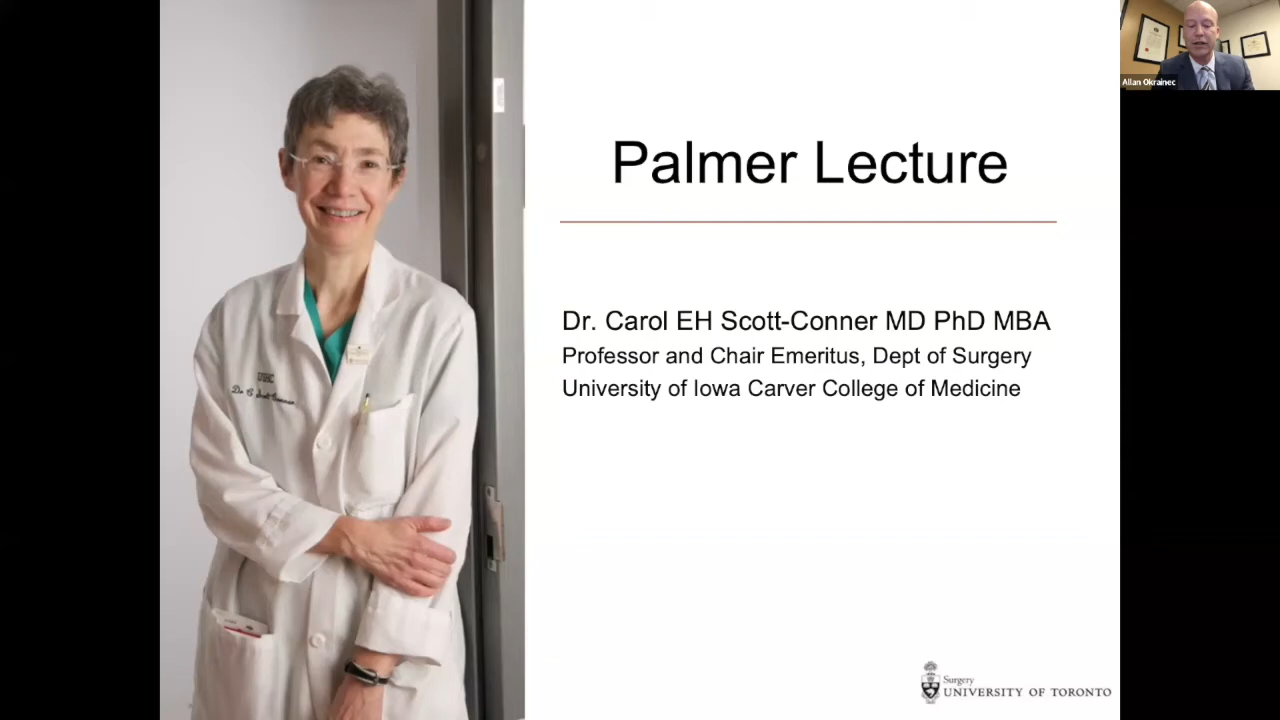 Palmer Lecture
Dr. Carol EH Scott-Conner MD PhD MBA
Professor and Chair Emeritus, Dept of Surgery
University of Iowa Carver College of Medicine
Surgery
UNIVERSITY OF TORONTO
Allan Okrainec